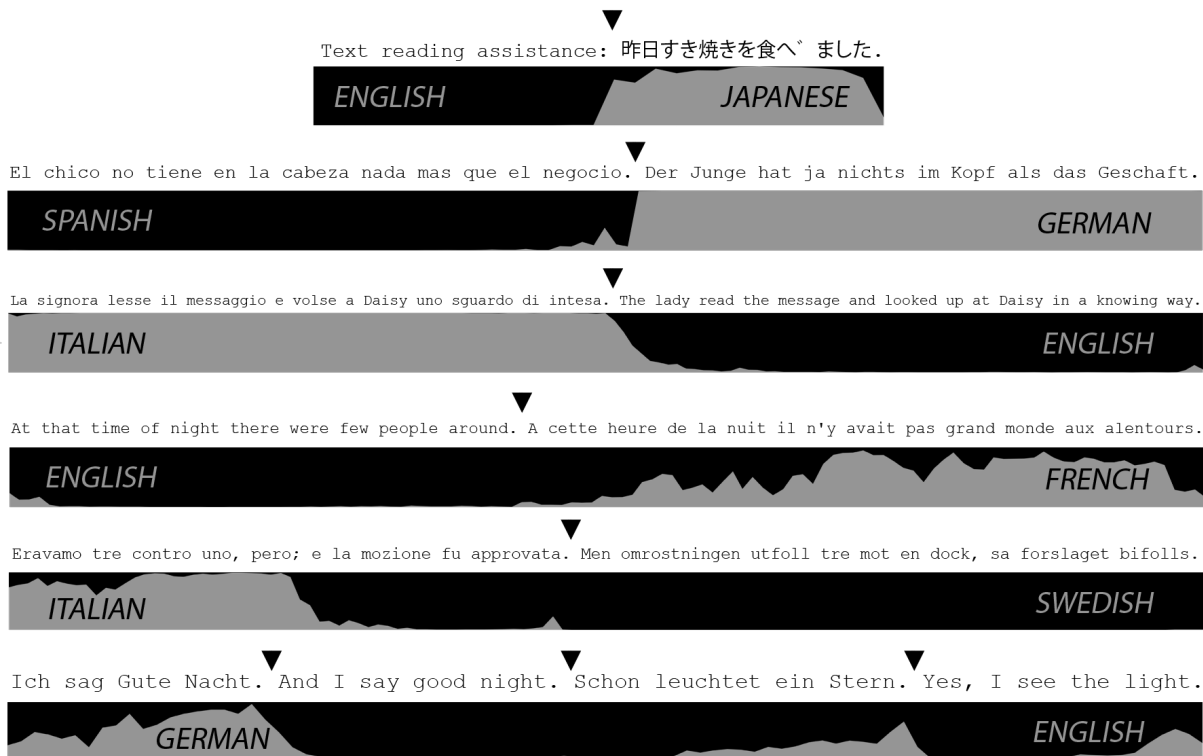 Text reading assistance: 昨日すき焼きを食へ゛ました.
ENGLISH JAPANESE
El chico no tiene en la cabeza nada mas que el negocio. Der Junge hat ja nichts im Kopf als das Geschaft.
SPANISH GERMAN
La signora lesse il messaggio e volse a Daisy uno sguardo di intesa. The lady read the message and looked up at Daisy in a knowing way.
ITALIAN ENGLISH
At that time of night there were few people around. A cette heure de la nuit il n'y avait pas grand monde aux alentours.
ENGLISH FRENCH
Eravamo tre contro uno, pero; e la mozione fu approvata. Men omrostningen utfoll tre mot en dock, sa forslaget bifolls.
ITALIAN SWEDISH
Ich sag Gute Nacht. And I say good night. Schon leuchtet ein Stern. Yes, I see the light.
GERMAN ENGLISH